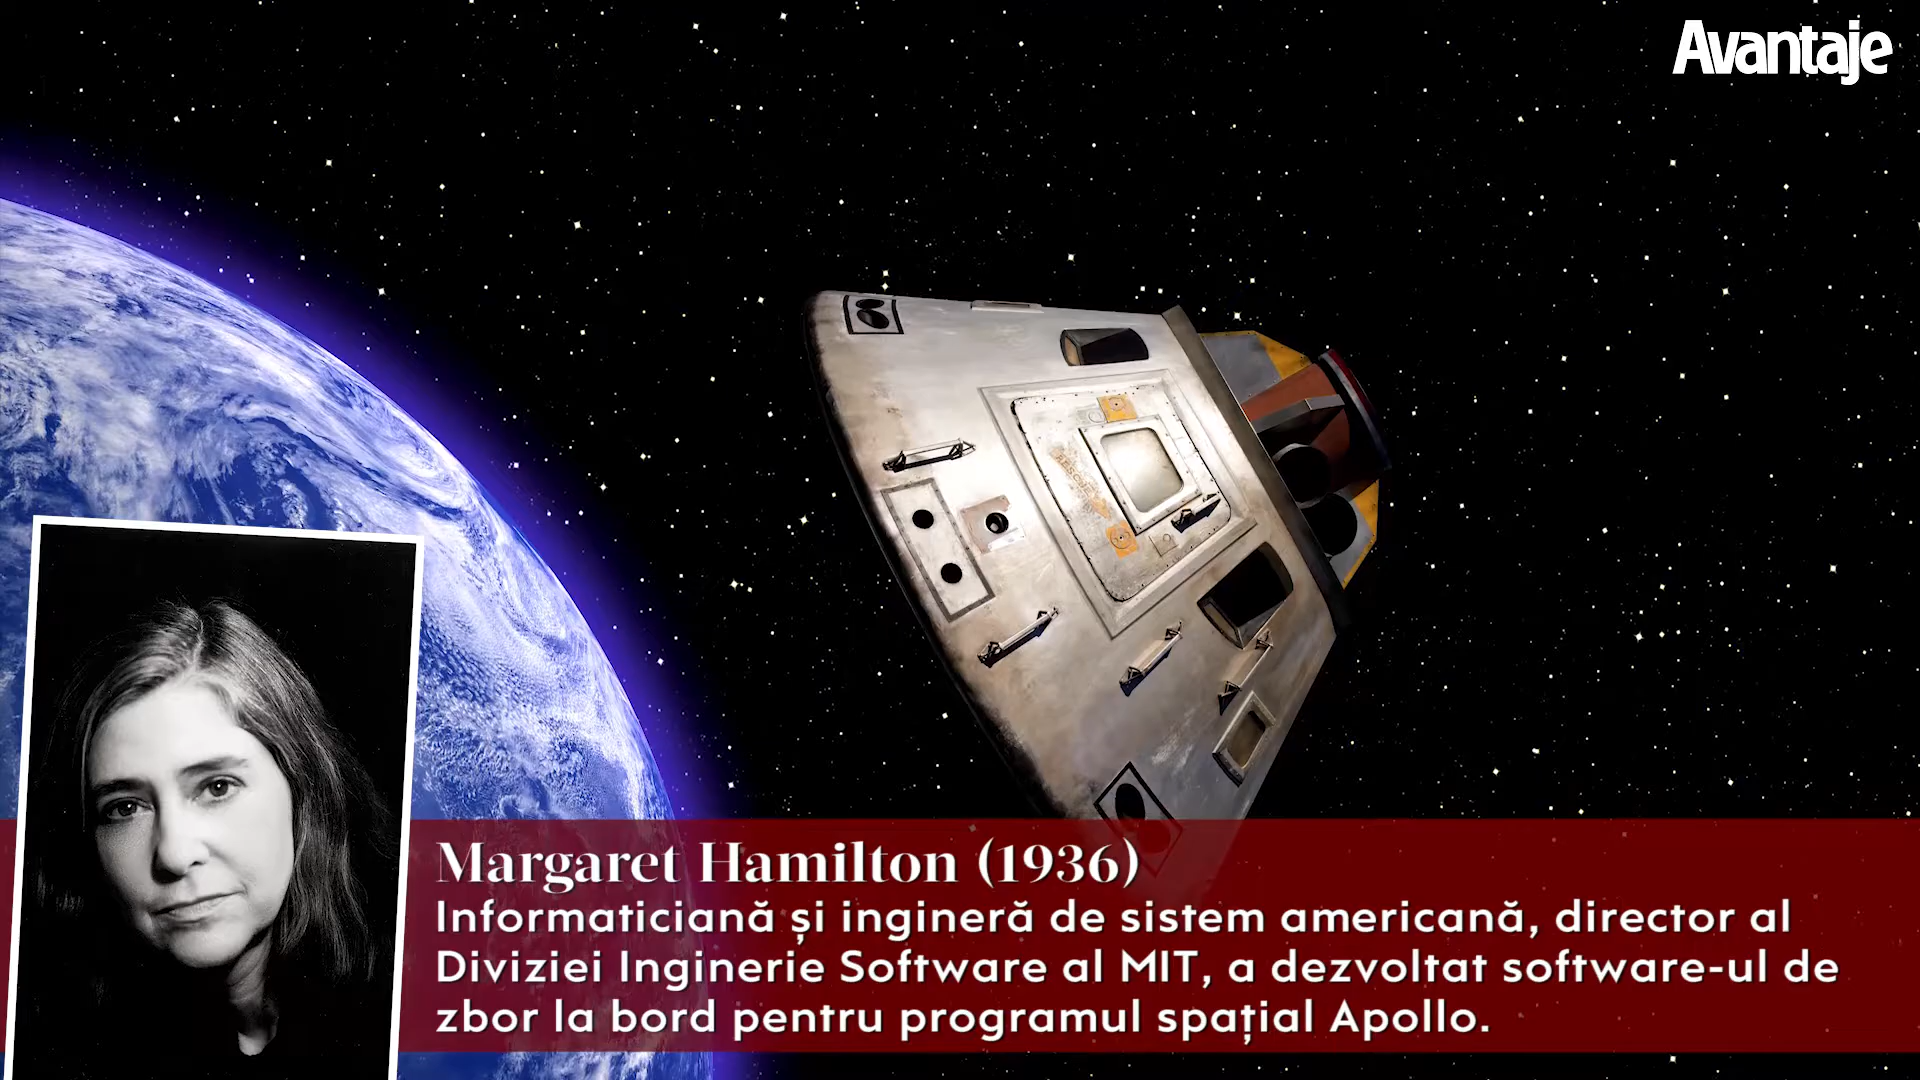 Avantaje
Margaret Hamilton (1936)
Informaticiană și ingineră de sistem americană, director al
Diviziei Inginerie Software al MIT, a dezvoltat software-ul de
zbor la bord pentru programul spațial Apollo.